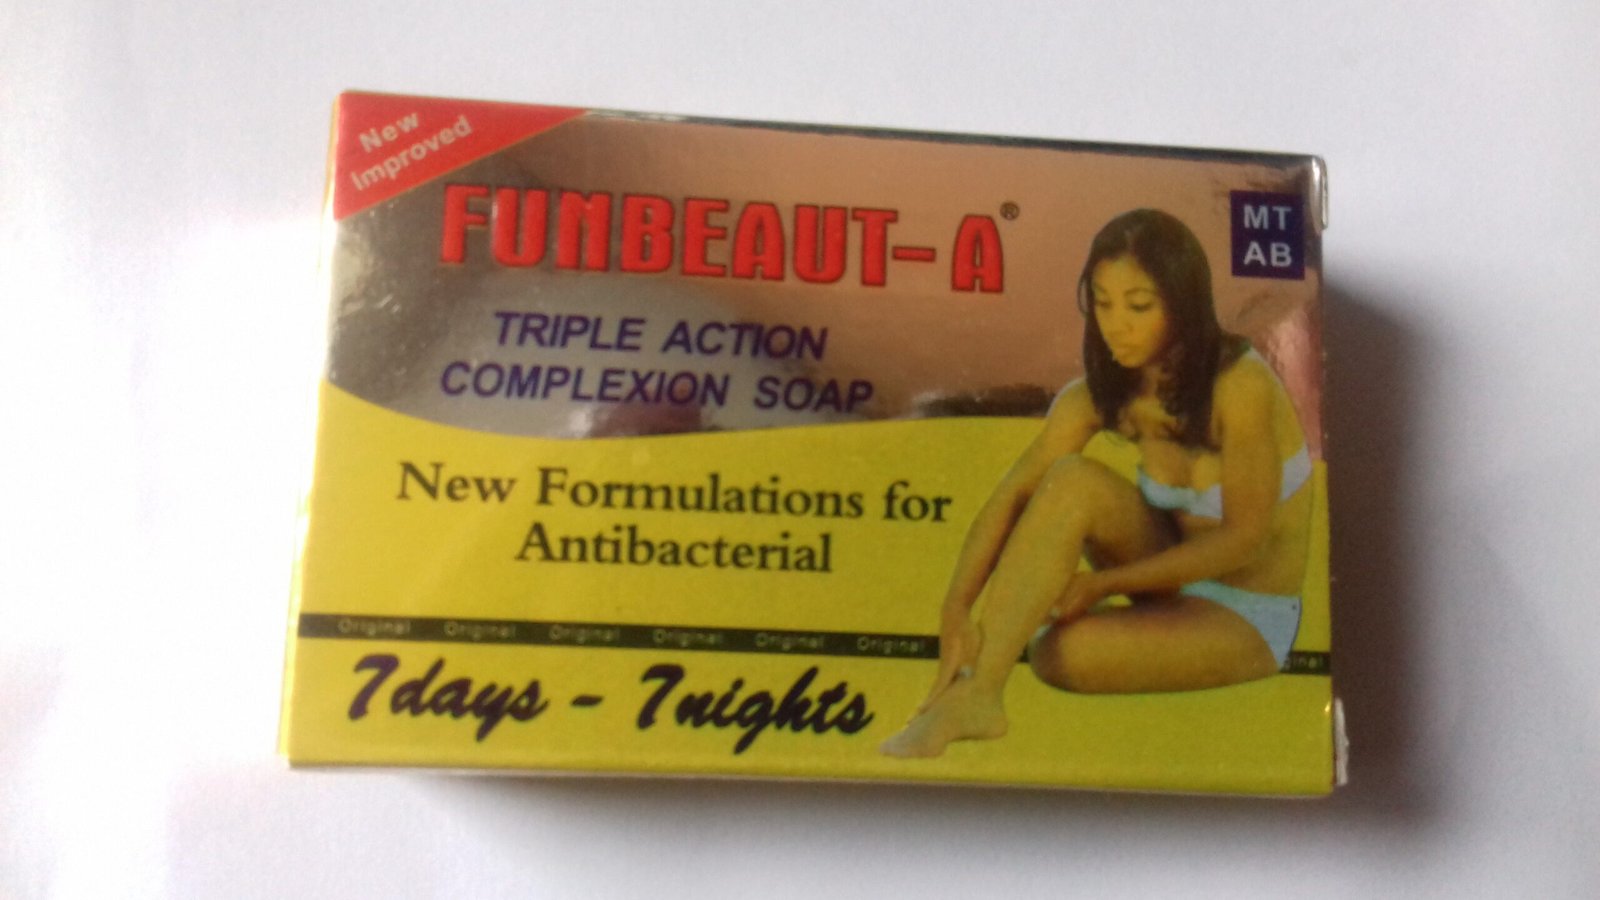 New
Improved
FUNBEAUT-A®
MT
AB
TRIPLE ACTION
COMPLEXION SOAP
New Formulations for
Antibacterial
Original Original Original Original Original Original
7days - 7nights